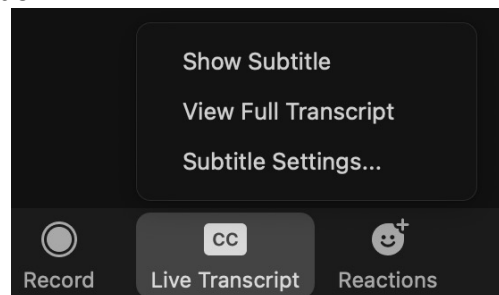 Show Subtitle
View Full Transcript
Subtitle Settings...
CC
Record
Live Transcript
Reactions